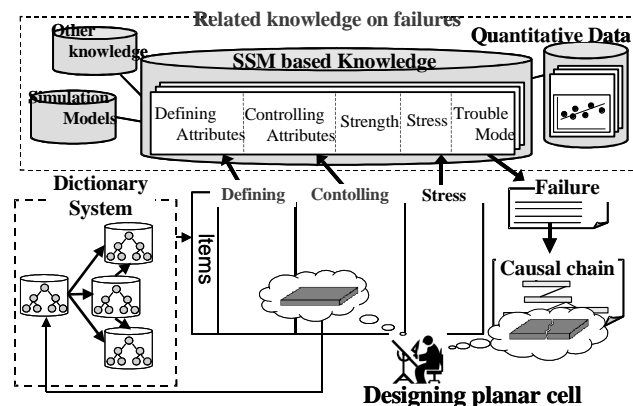 Related knowledge on failures
Other
knowledge
Quantitative Data
SSM based Knowledge
Simulation
Models
Defining
Attributes
Controlling
Attributes
Strength
Stress
Trouble
Mode
Dictionary
System
Defining
Contolling
Stress
Failure
Items
Causal chain
Designing planar cell